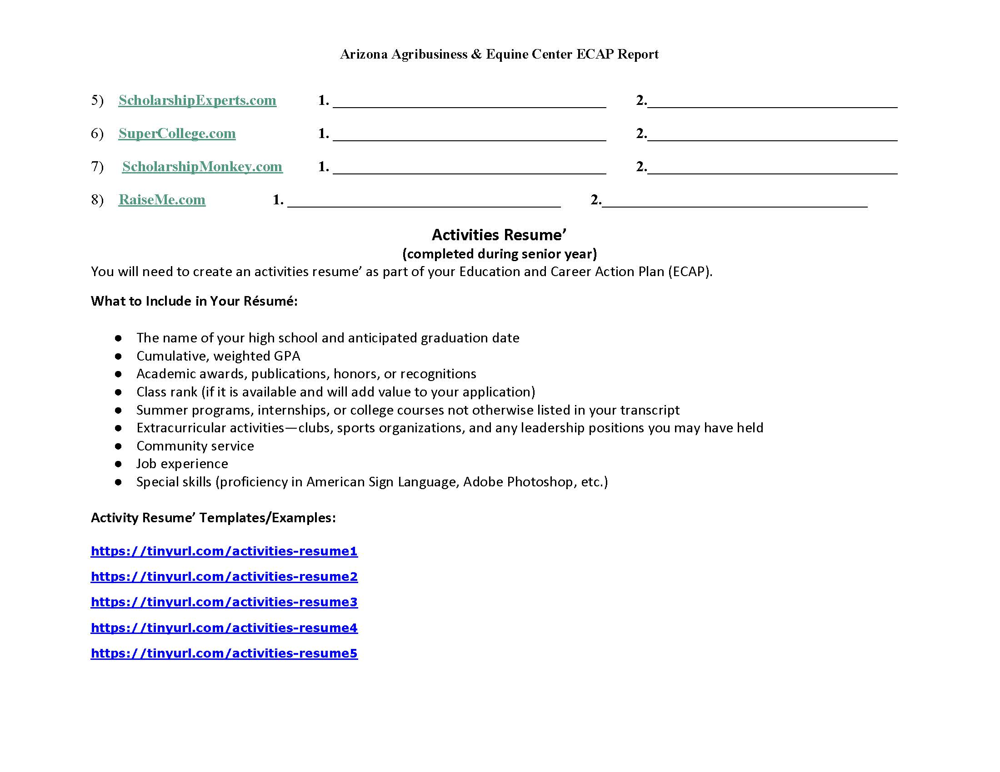 Arizona Agribusiness & Equine Center ECAP Report
5) ScholarshipExperts.com 1. ____________________________________ 2._________________________________
6) SuperCollege.com 1. ____________________________________ 2._________________________________
7) ScholarshipMonkey.com 1. ____________________________________ 2._________________________________
8) RaiseMe.com 1. ____________________________________ 2.___________________________________
Activities Resume’
(completed during senior year)
You will need to create an activities resume’ as part of your Education and Career Action Plan (ECAP).
What to Include in Your Résumé:
● The name of your high school and anticipated graduation date
● Cumulative, weighted GPA
● Academic awards, publications, honors, or recognitions
● Class rank (if it is available and will add value to your application)
● Summer programs, internships, or college courses not otherwise listed in your transcript
● Extracurricular activities—clubs, sports organizations, and any leadership positions you may have held
● Community service
● Job experience
● Special skills (proficiency in American Sign Language, Adobe Photoshop, etc.)
Activity Resume’ Templates/Examples:
https://tinyurl.com/activities-resume1
https://tinyurl.com/activities-resume2
https://tinyurl.com/activities-resume3
https://tinyurl.com/activities-resume4
https://tinyurl.com/activities-resume5